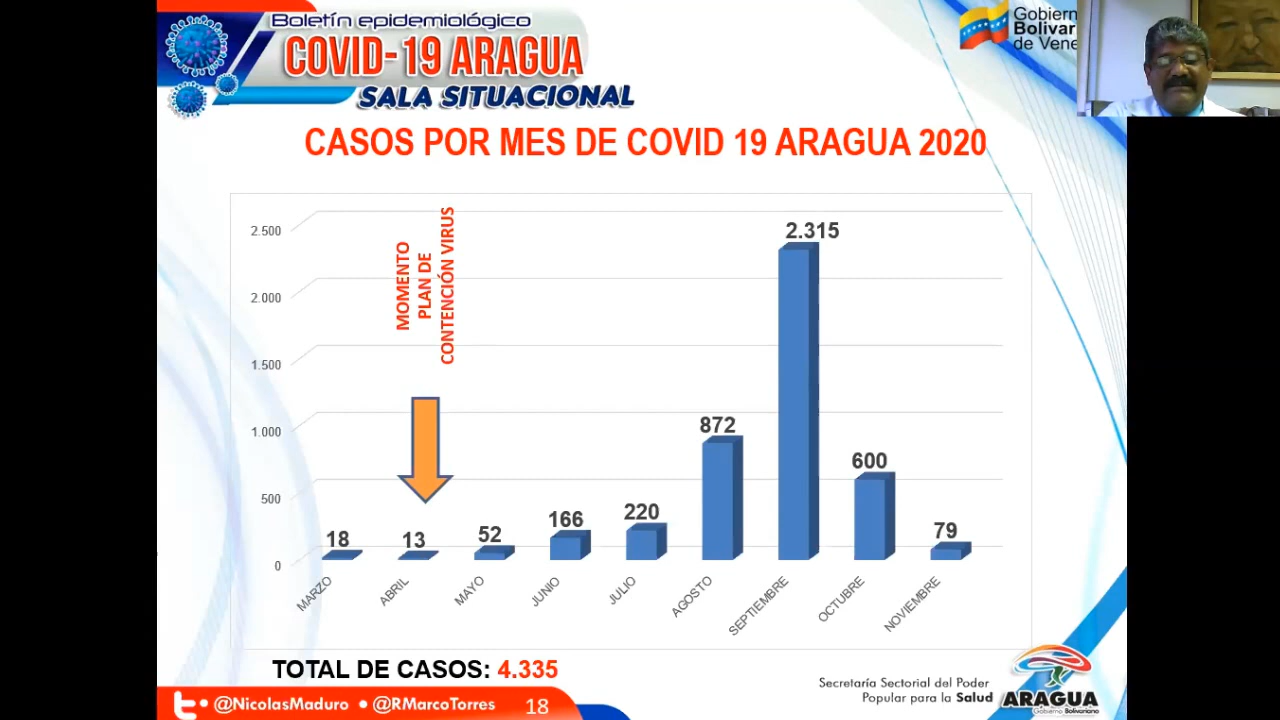 Boletín epidemiológico
COVID-19 ARAGUA
SALA SITUACIONAL
Gobiern
Bolivar
de Vene
CASOS POR MES DE COVID 19 ARAGUA 2020
MOMENTO
PLAN DE
CONTENCIÓN VIRUS
2.500
2.000
1.500
1.000
500
0
18
13
52
166
220
872
2.315
600
79
MARZO
ABRIL
MAYO
JUNIO
JULIO
AGOSTO
SEPTIEMBRE
OCTUBRE
NOVIEMBRE
TOTAL DE CASOS: 4.335
@NicolasMaduro @RMarcoTorres 18
Secretaría Sectorial del Poder
Popular para la Salud
ARAGUA
Gobierno Bolivariano